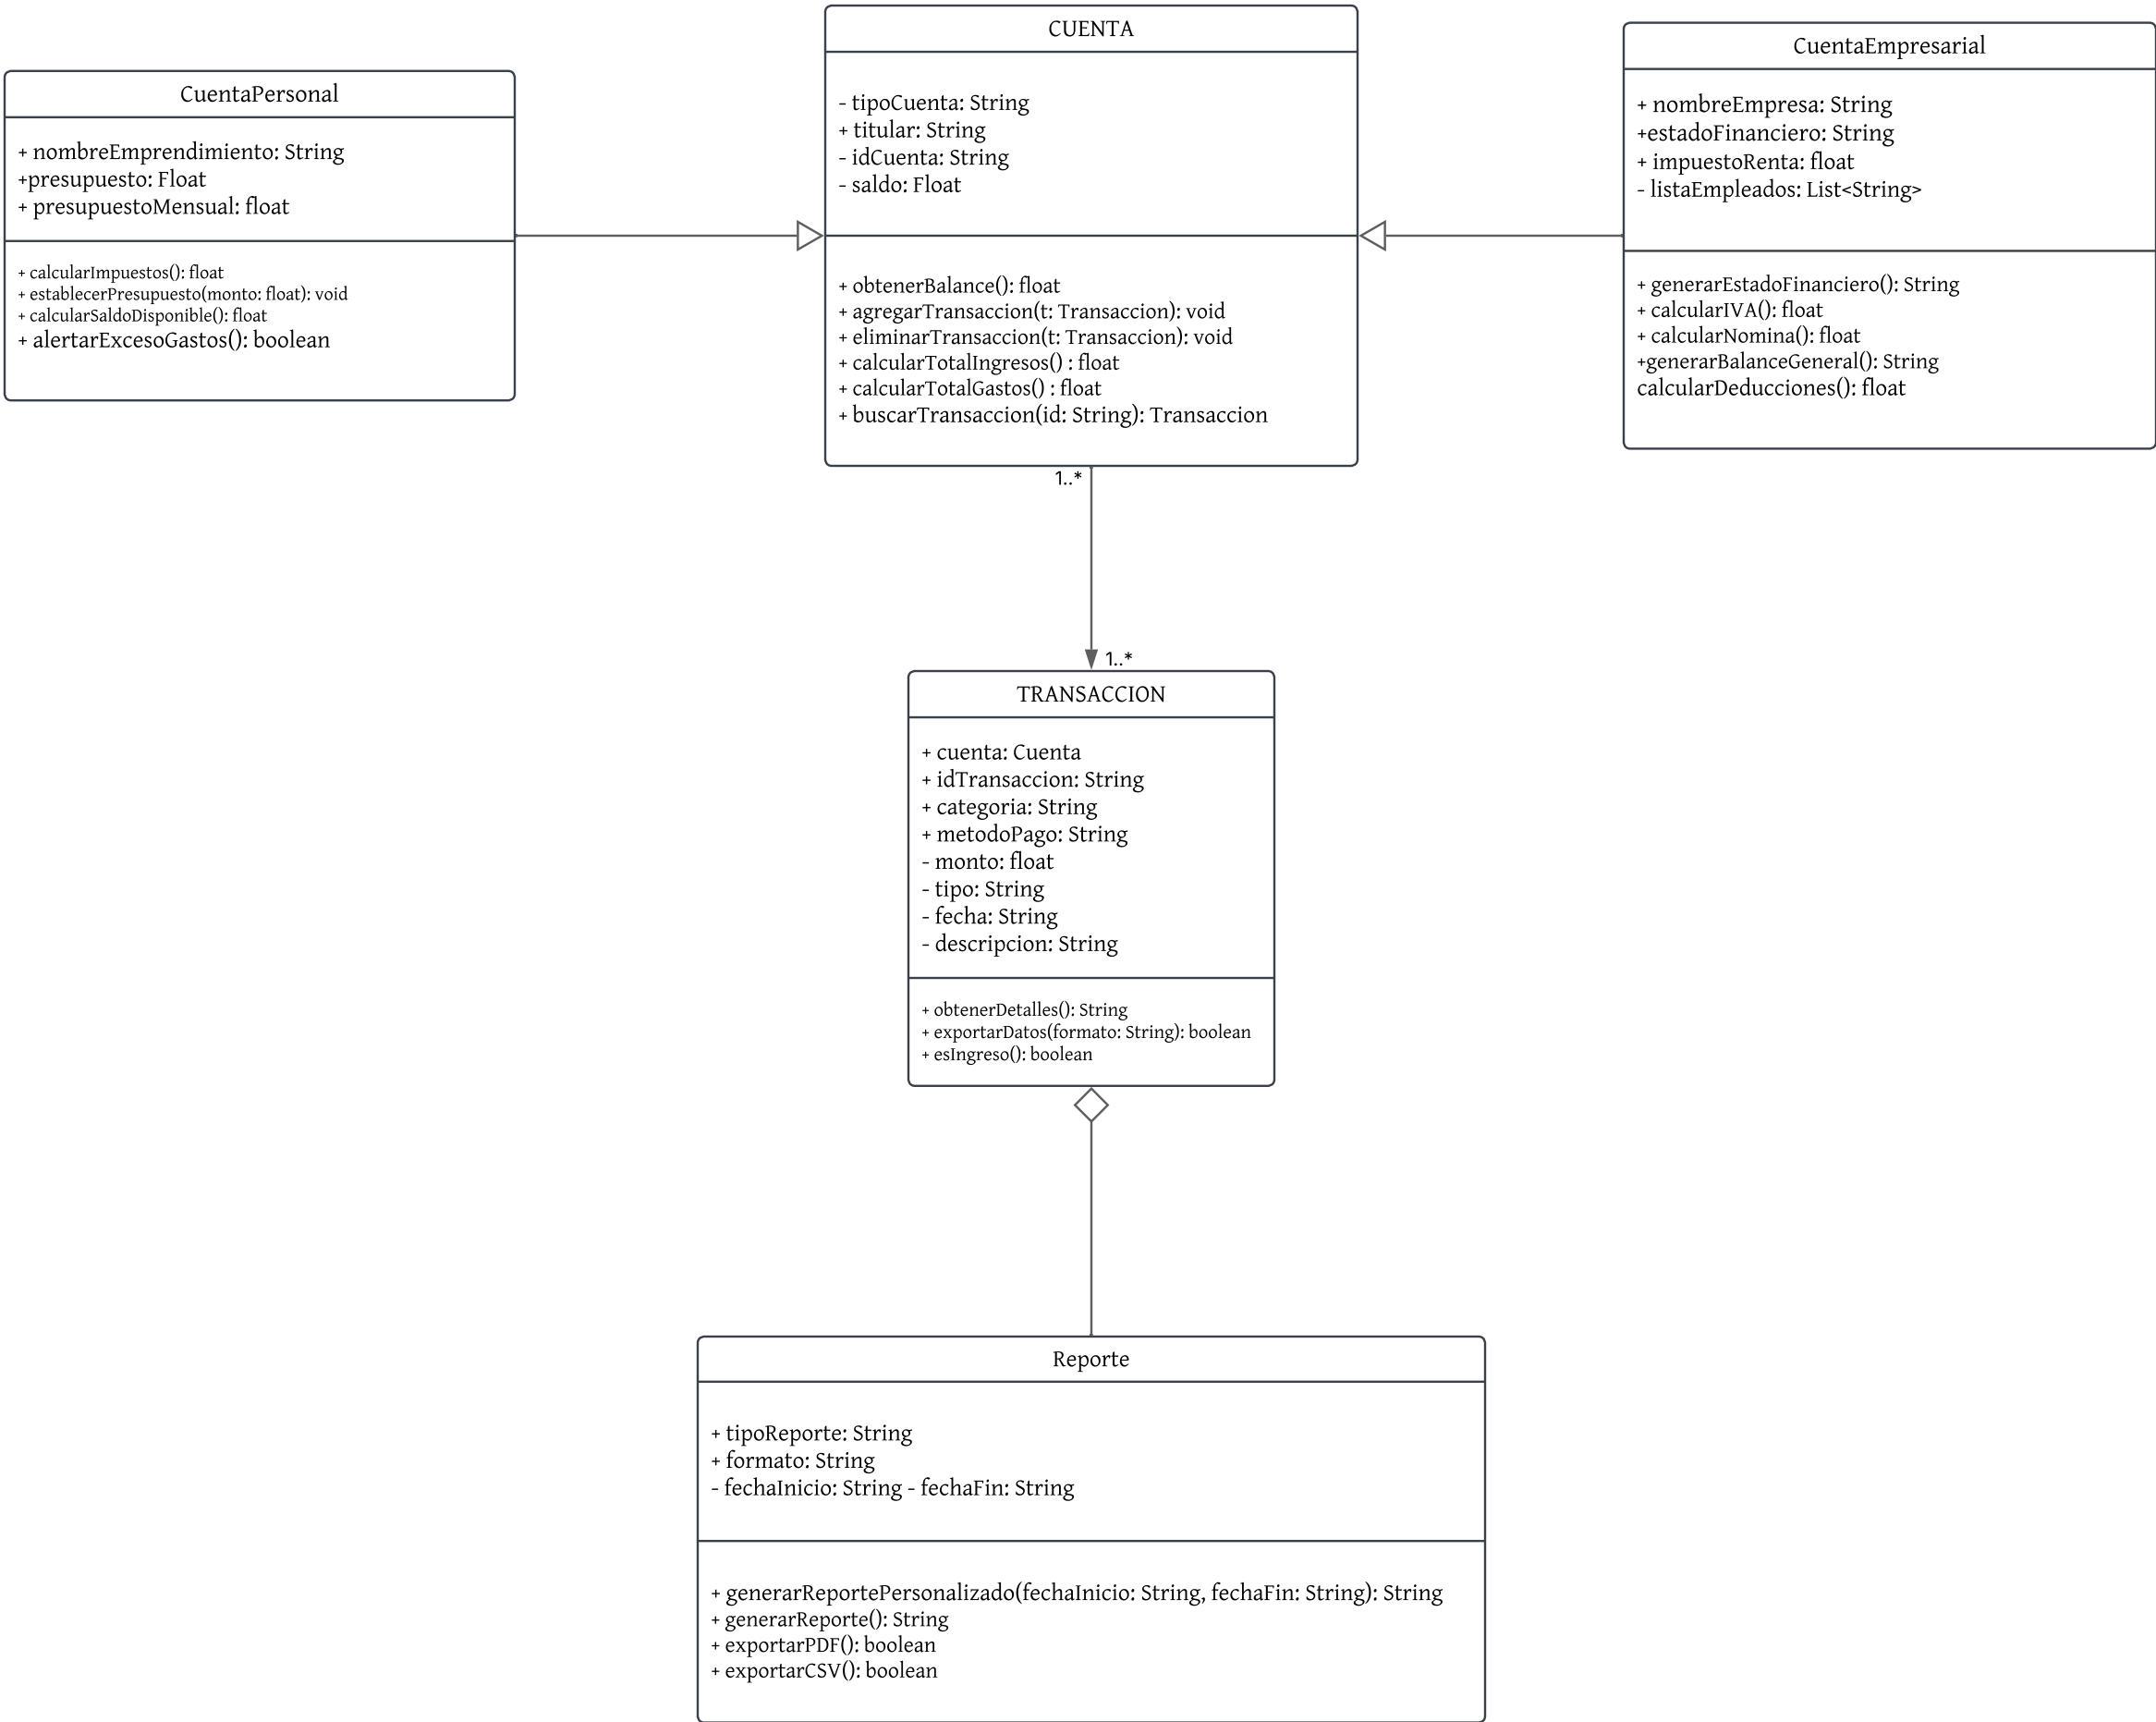 CuentaPersonal
+ nombreEmprendimiento: String
+presupuesto: Float
+ presupuestoMensual: float
+ calcularImpuestos(): float
+ establecerPresupuesto(monto: float): void
+ calcularSaldoDisponible(): float
+ alertarExcesoGastos(): boolean
CUENTA
- tipoCuenta: String
+ titular: String
- idCuenta: String
- saldo: Float
+ obtenerBalance(): float
+ agregarTransaccion(t: Transaccion): void
+ eliminarTransaccion(t: Transaccion): void
+ calcularTotalIngresos() : float
+ calcularTotalGastos() : float
+ buscarTransaccion(id: String): Transaccion
CuentaEmpresarial
+ nombreEmpresa: String
+estadoFinanciero: String
+ impuestoRenta: float
- listaEmpleados: List<String>
+ generarEstadoFinanciero(): String
+ calcularIVA(): float
+ calcularNomina(): float
+generarBalanceGeneral(): String
calcularDeducciones(): float
1..*
1..*
TRANSACCION
+ cuenta: Cuenta
+ idTransaccion: String
+ categoria: String
+ metodoPago: String
- monto: float
- tipo: String
- fecha: String
- descripcion: String
+ obtenerDetalles(): String
+ exportarDatos(formato: String): boolean
+ esIngreso(): boolean
Reporte
+ tipoReporte: String
+ formato: String
- fechaInicio: String - fechaFin: String
+ generarReportePersonalizado(fechaInicio: String, fechaFin: String): String
+ generarReporte(): String
+ exportarPDF(): boolean
+ exportarCSV(): boolean